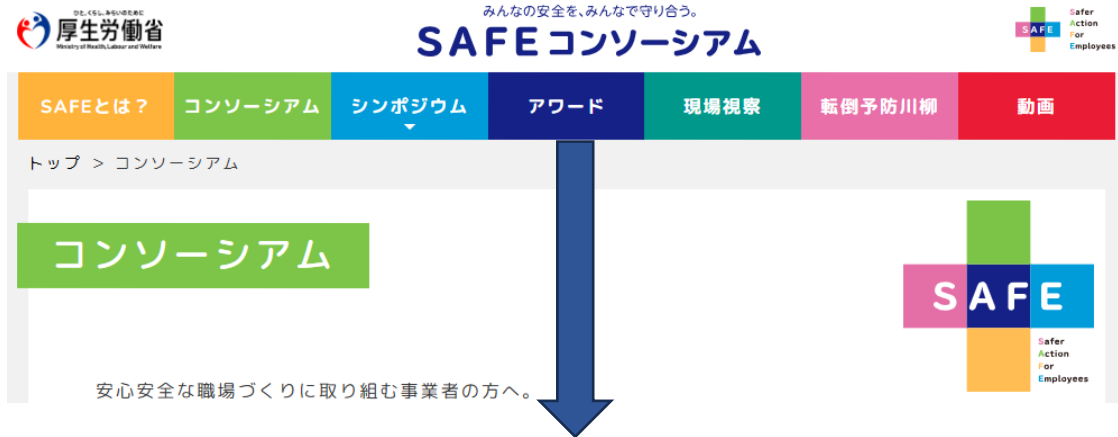 ひと、くらし、みらいのために
厚生労働省
Ministry of Health, Labour and Welfare
みんなの安全を、みんなで守り合う。
SAFEコンソーシアム
SAFE
Safer
Action
For
Employees
SAFEとは？
コンソーシアム
シンポジウム
アワード
現場視察
転倒予防川柳
動画
トップ > コンソーシアム
コンソーシアム
SAFE
Safer
Action
For
Employees
安心安全な職場づくりに取り組む事業者の方へ。